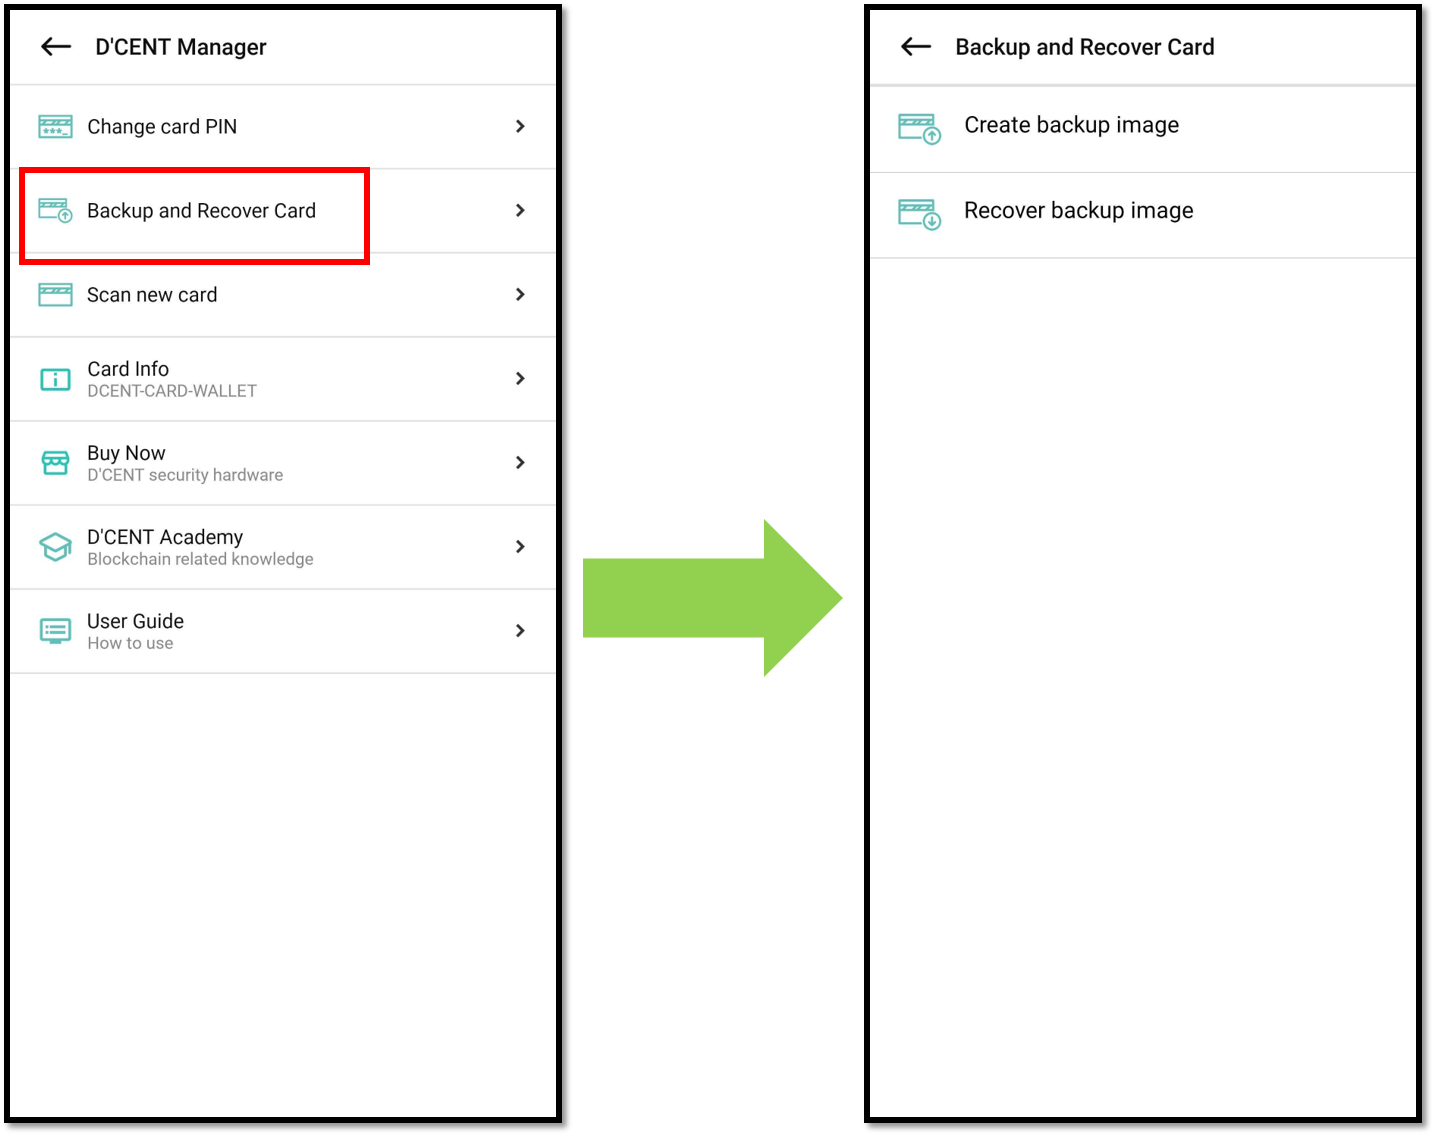 D'CENT Manager
Change card PIN
Backup and Recover Card
Scan new card
Card Info
DCENT-CARD-WALLET
Buy Now
D'CENT security hardware
D'CENT Academy
Blockchain related knowledge
User Guide
How to use
Backup and Recover Card
Create backup image
Recover backup image